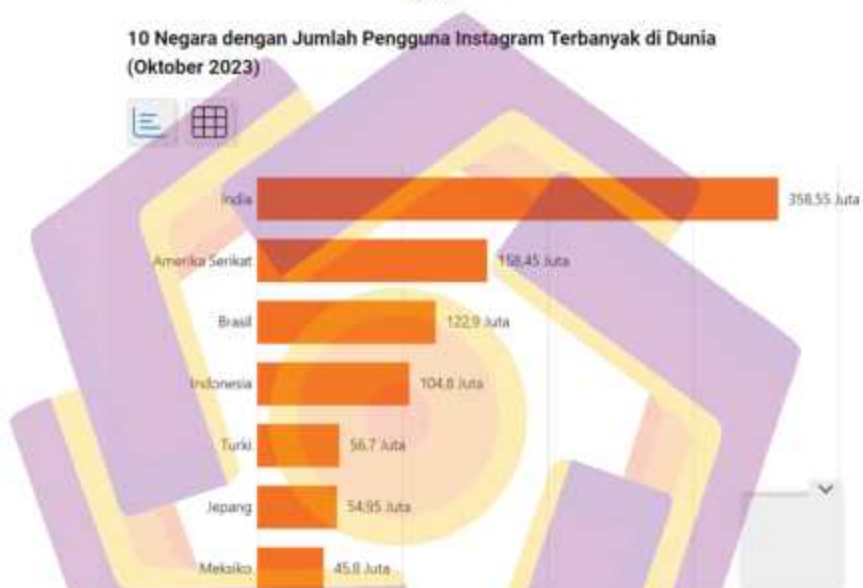 10 Negara dengan Jumlah Pengguna Instagram Terbanyak di Dunia
(Oktober 2023)
India 358,55 Juta
Amerika Serikat 158,45 Juta
Brasil 122,9 Juta
Indonesia 104,8 Juta
Turki 56,7 Juta
Jepang 54,95 Juta
Meksiko 45,8 Juta